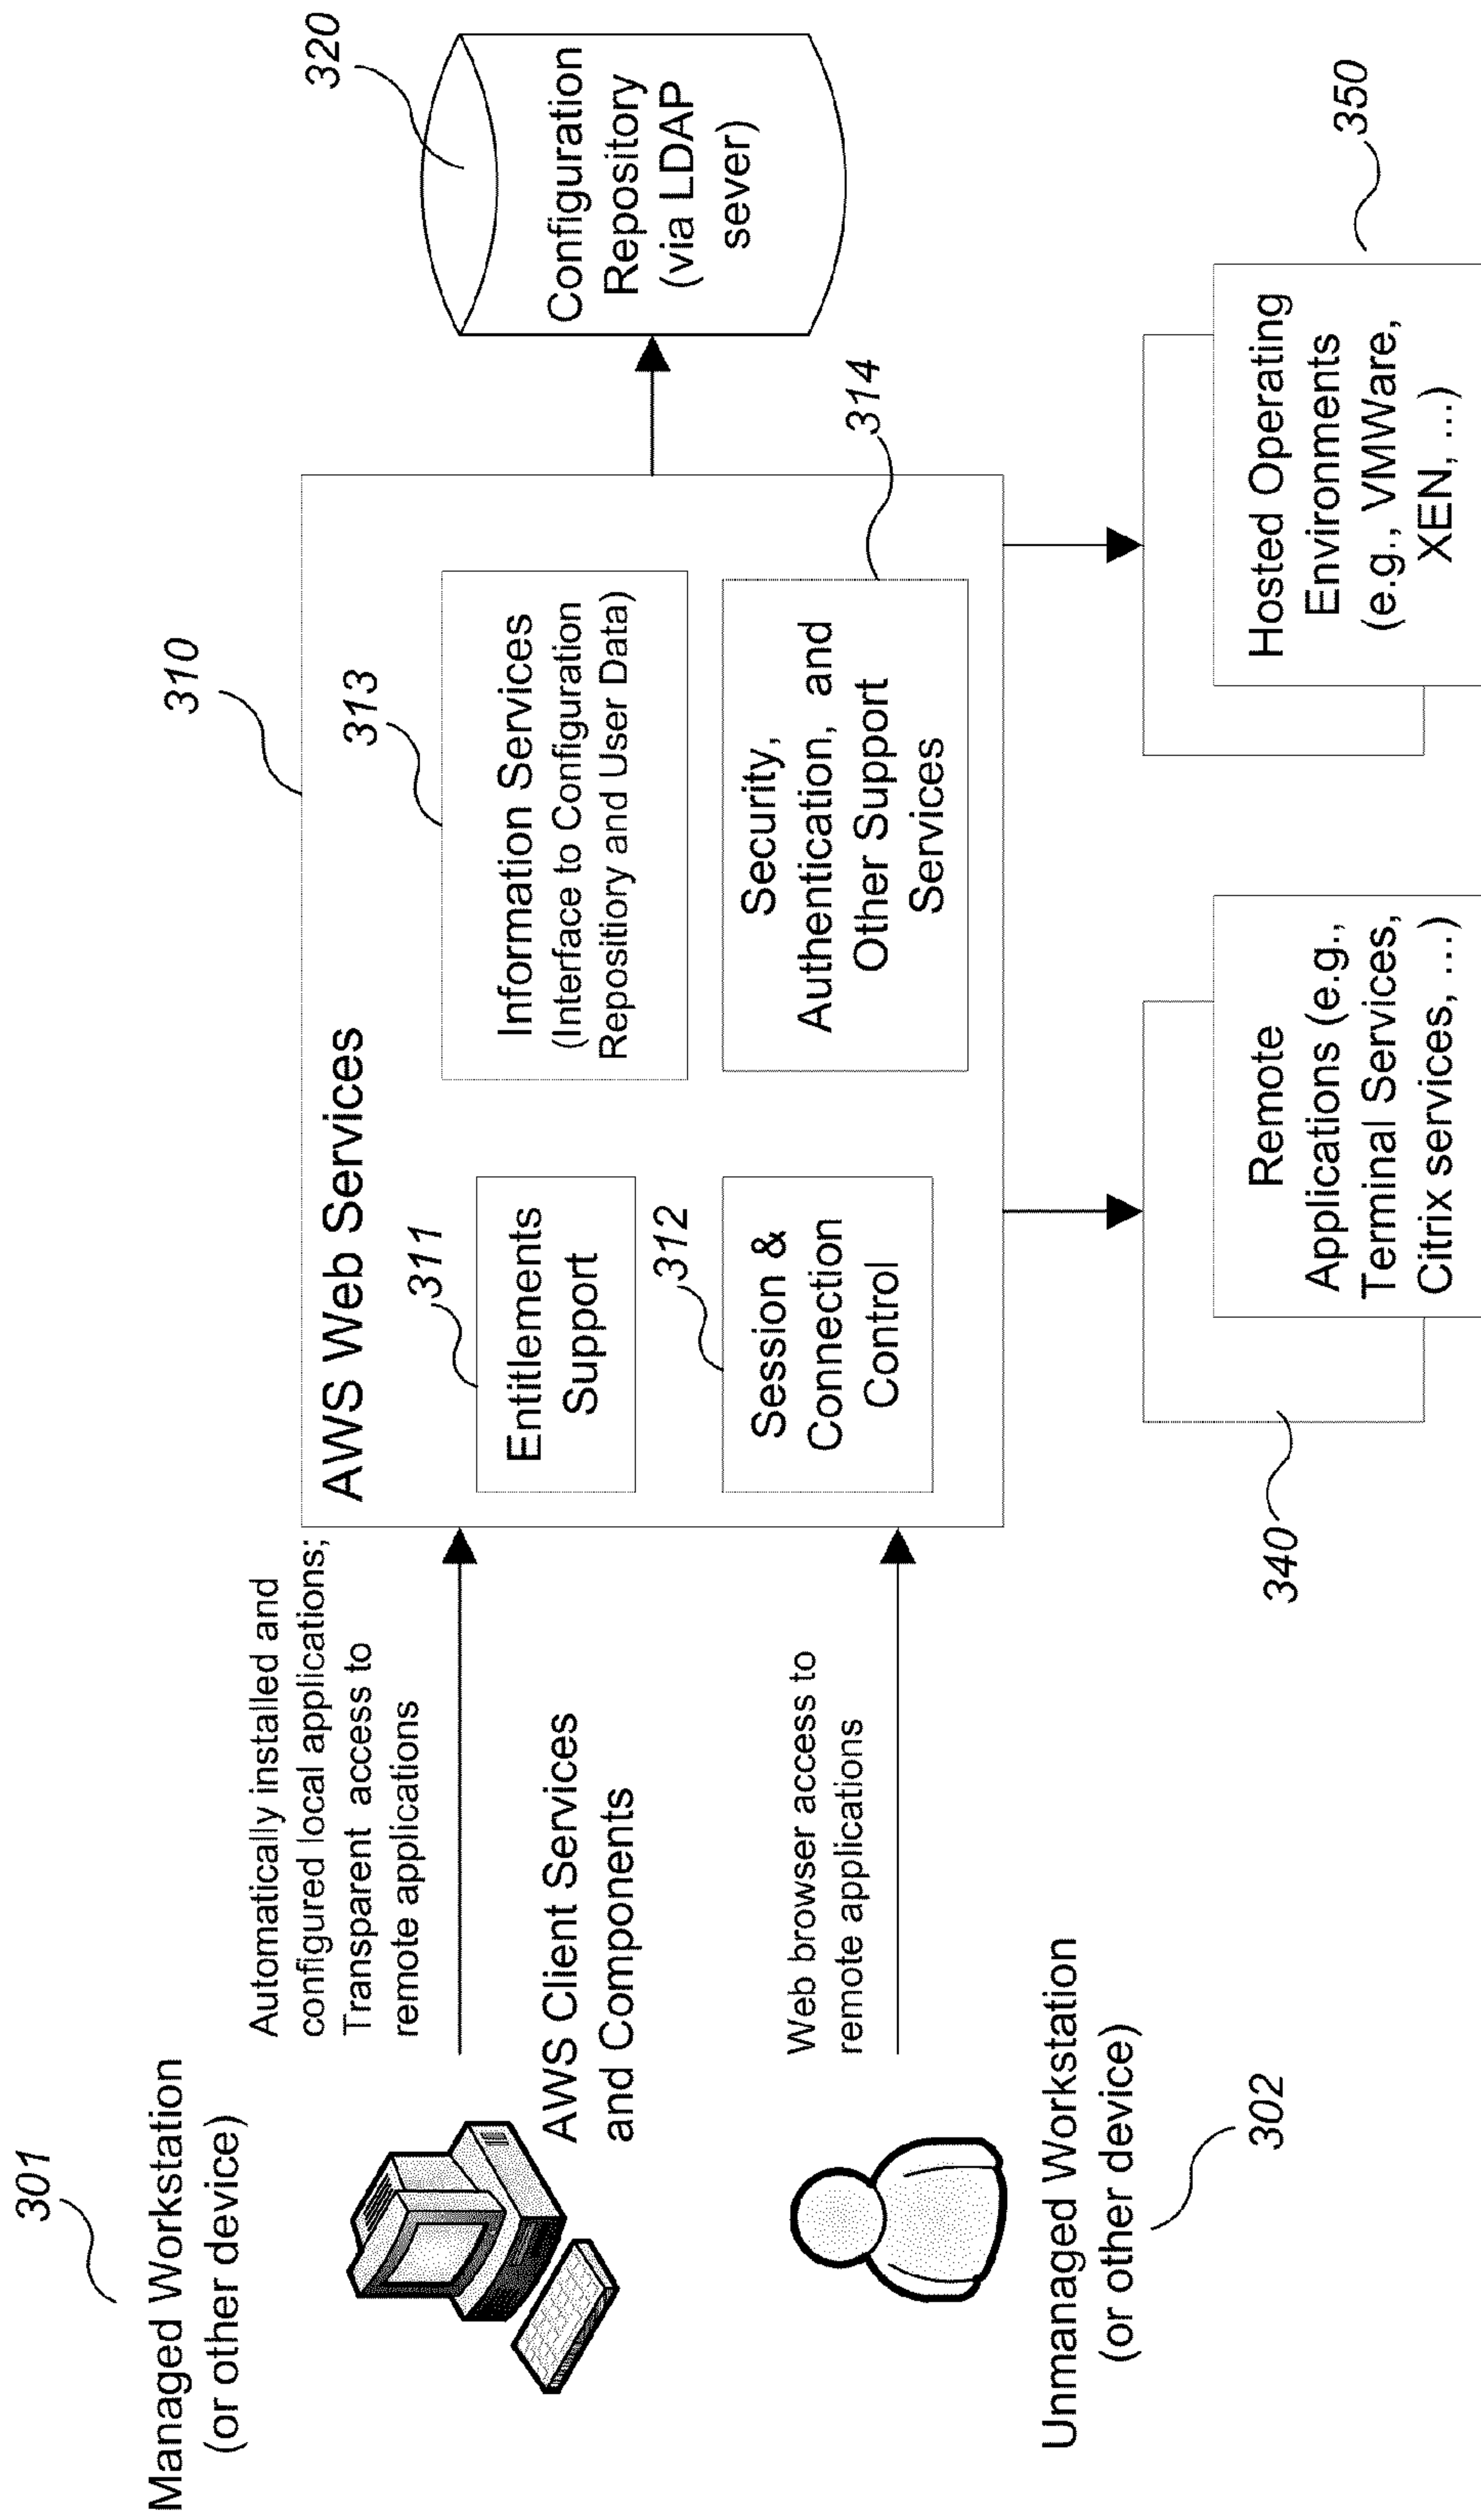 301
Managed Workstation
(or other device)
Automatically installed and
configured local applications;
Transparent access to
remote applications
AWS Client Services
and Components
Web browser access to
remote applications
Unmanaged Workstation
(or other device)
302
310
AWS Web Services
311
Entitlements
Support
312
Session &
Connection
Control
313
Information Services
(Interface to Configuration
Repositiory and User Data)
314
Security,
Authentication, and
Other Support
Services
320
Configuration
Repository
(via LDAP
sever)
340
Remote
Applications (e.g.,
Terminal Services,
Citrix services, ...)
350
Hosted Operating
Environments
(e.g., VMWare,
XEN, ...)